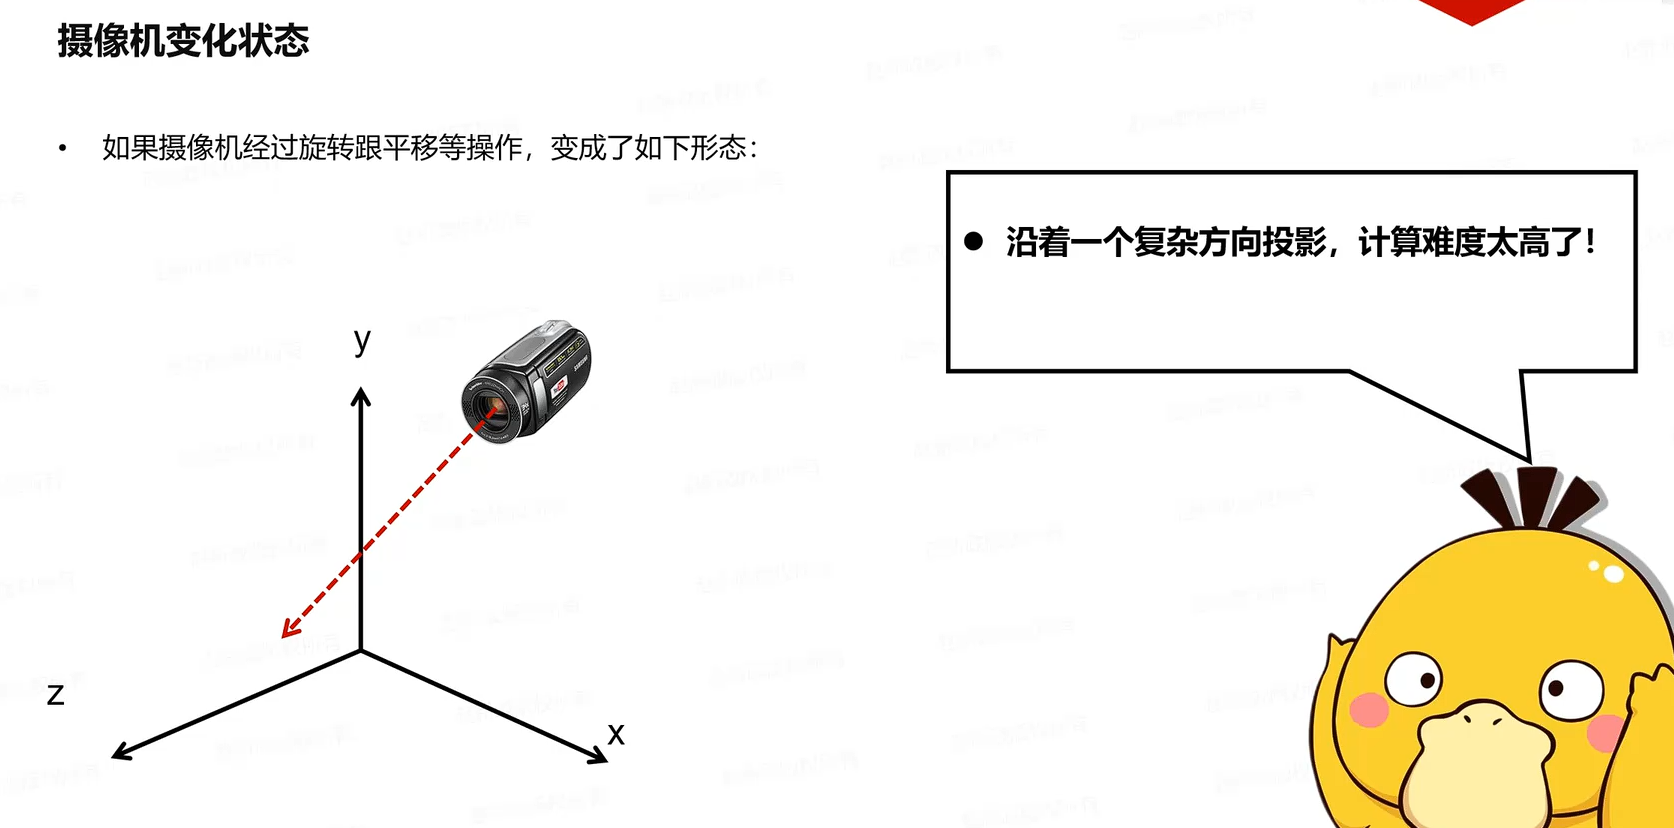 摄像机变化状态
• 如果摄像机经过旋转跟平移等操作，变成了如下形态：
● 沿着一个复杂方向投影，计算难度太高了！
y
z
x